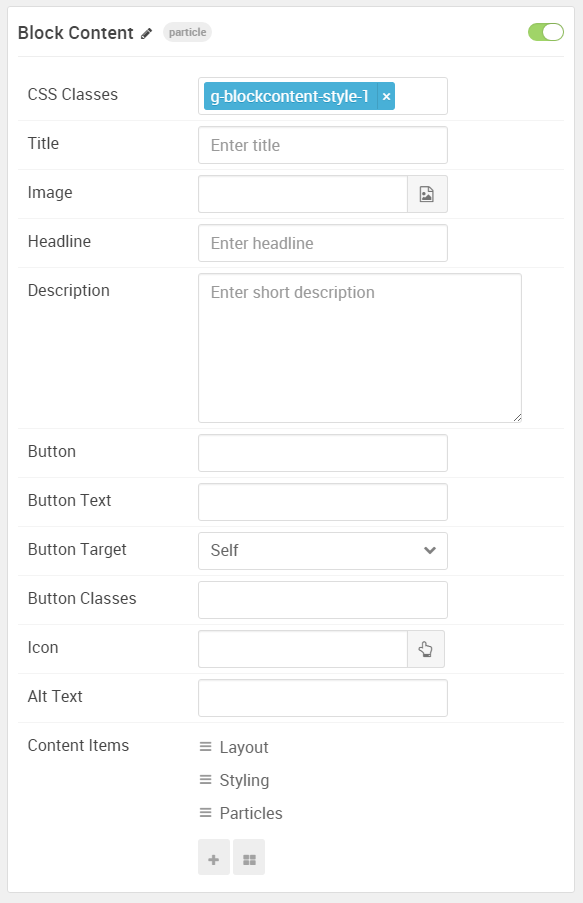 Block Content particle
CSS Classes g-blockcontent-style-1 ×
Title Enter title
Image
Headline Enter headline
Description Enter short description
Button
Button Text
Button Target Self
Button Classes
Icon
Alt Text
Content Items Layout
Styling
Particles